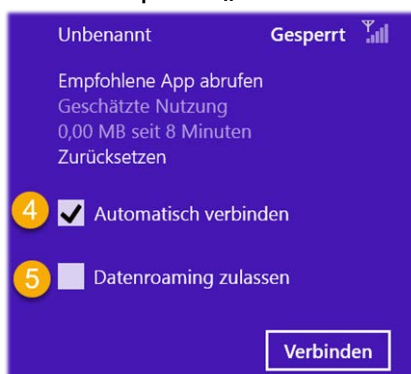 Unbenannt Gesperrt
Empfohlene App abrufen
Geschätzte Nutzung
0,00 MB seit 8 Minuten
Zurücksetzen
4 Automatisch verbinden
5 Datenroaming zulassen
Verbinden